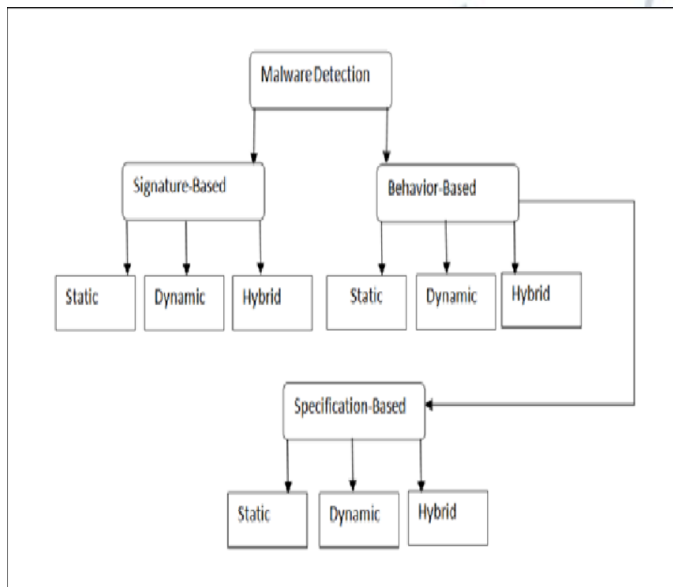 Malware Detection
Signature-Based
Behavior-Based
Static
Dynamic
Hybrid
Static
Dynamic
Hybrid
Specification-Based
Static
Dynamic
Hybrid